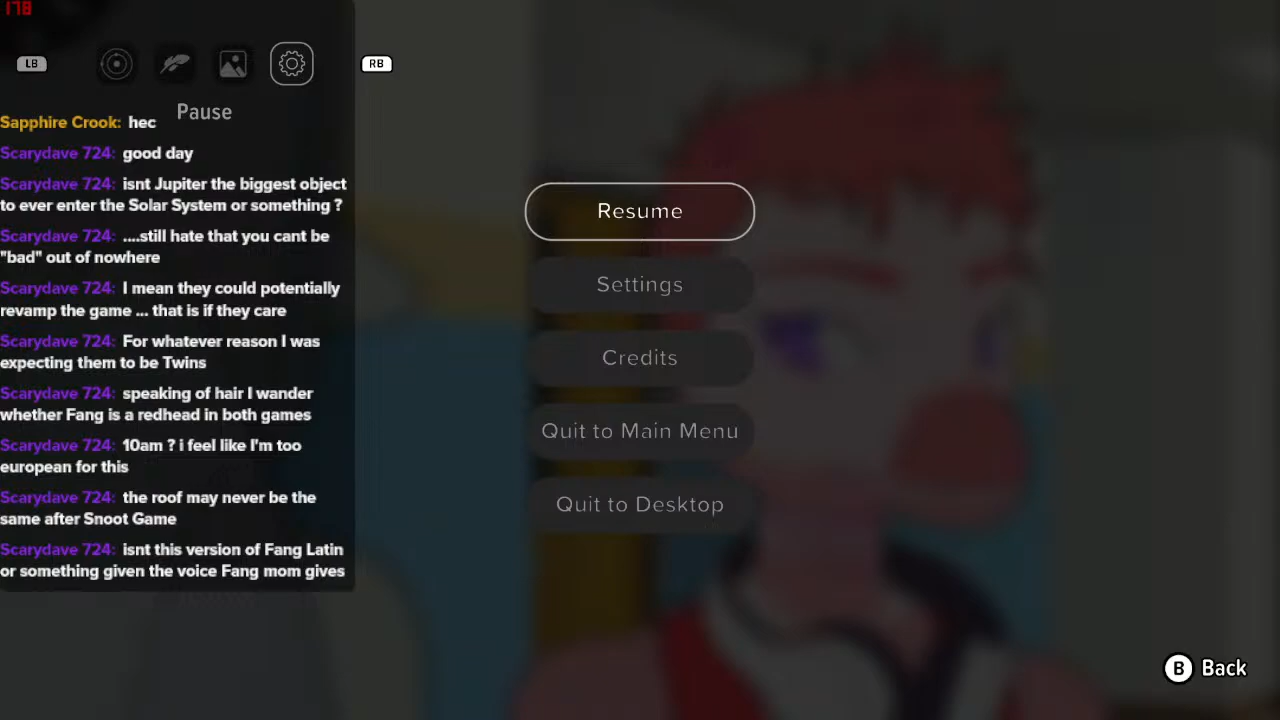 178
LB
RB
Pause
Sapphire Crook: hec
Scarydave 724: good day
Scarydave 724: isnt Jupiter the biggest object
to ever enter the Solar System or something ?
Scarydave 724: ....still hate that you cant be
"bad" out of nowhere
Scarydave 724: I mean they could potentially
revamp the game ... that is if they care
Scarydave 724: For whatever reason I was
expecting them to be Twins
Scarydave 724: speaking of hair I wander
whether Fang is a redhead in both games
Scarydave 724: 10am ? i feel like I'm too
european for this
Scarydave 724: the roof may never be the
same after Snoot Game
Scarydave 724: isnt this version of Fang Latin
or something given the voice Fang mom gives
Resume
Settings
Credits
Quit to Main Menu
Quit to Desktop
B Back